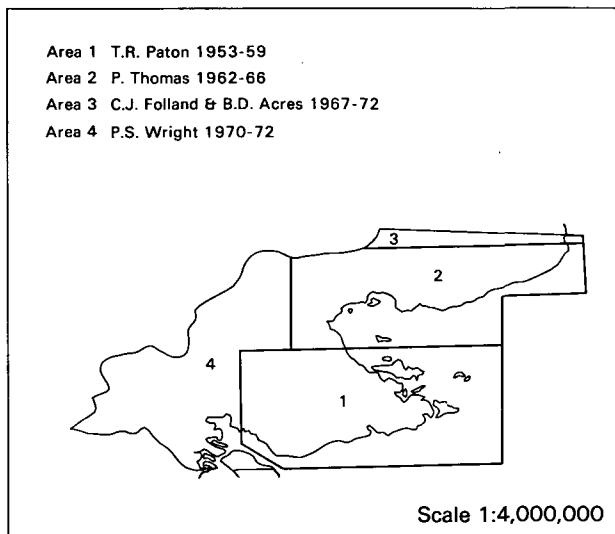 Area 1 T.R. Paton 1953-59
Area 2 P. Thomas 1962-66
Area 3 C.J. Folland & B.D. Acres 1967-72
Area 4 P.S. Wright 1970-72
3
2
4
1
Scale 1:4,000,000